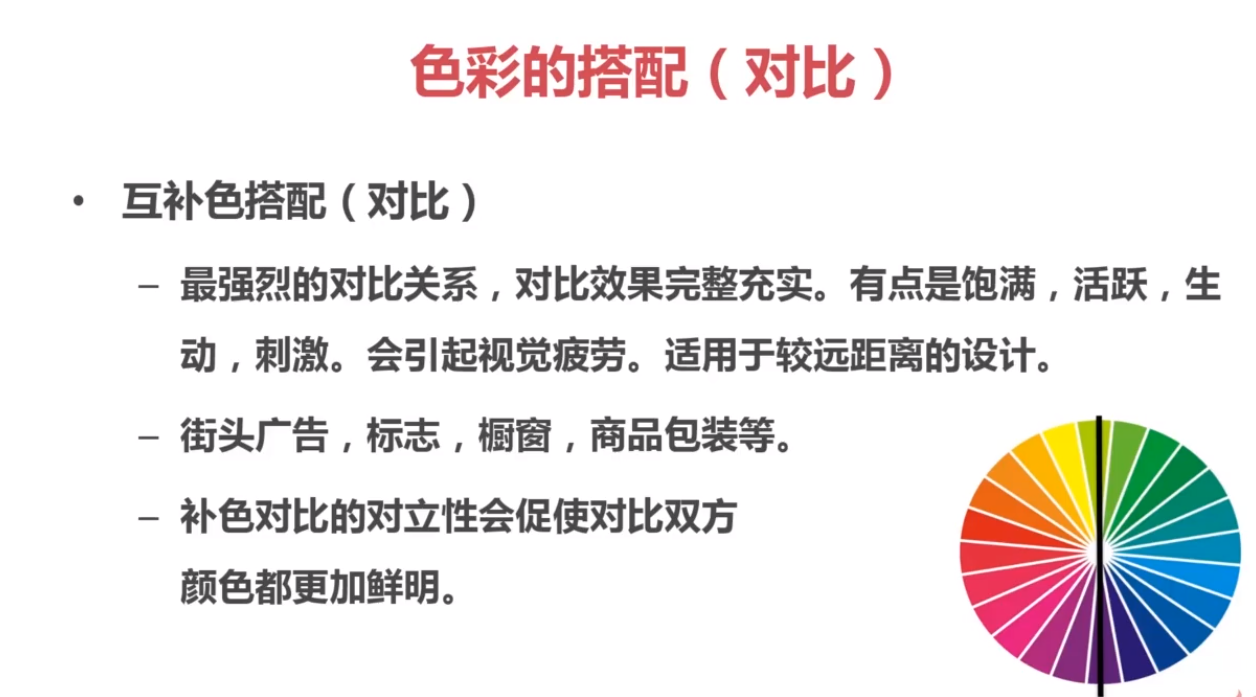 色彩的搭配（对比）
• 互补色搭配（对比）
– 最强烈的对比关系，对比效果完整充实。有点是饱满，活跃，生
动，刺激。会引起视觉疲劳。适用于较远距离的设计。
– 街头广告，标志，橱窗，商品包装等。
– 补色对比的对立性会促使对比双方
颜色都更加鲜明。